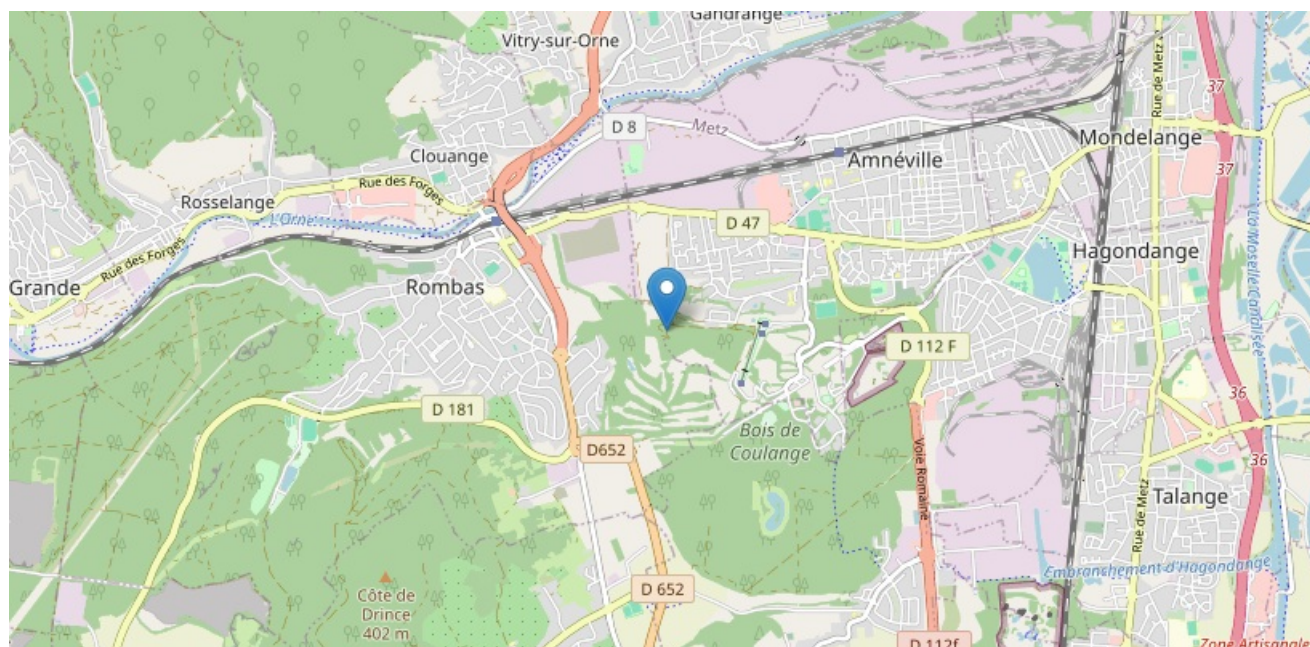 Gandrange
Vitry-sur-Orne
37
Rue de Metz
D 8
Metz
Mondelange
Clouange
Amnéville
37
Rue des Forges
Rosselange
L'Orne
D 47
La Moselle Canalisée
Rue des Forges
Hagondange
Grande
Rombas
D 112 F
36
D 181
Bois de
Coulange
D652
Voie Romaine
36
Talange
Rue de Metz
Embranchement d'Hagondange
Côte de
Drince
402 m
D 652
D 112f
Zone Artisanale